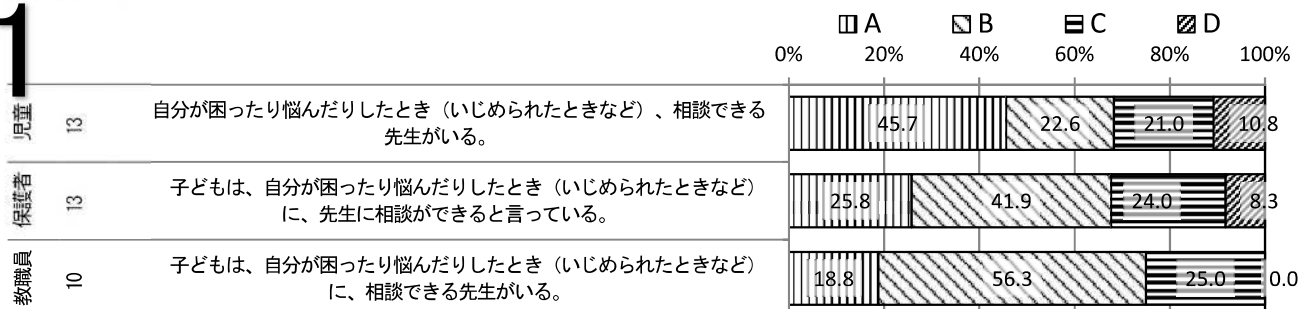 1
A B C D
0% 20% 40% 60% 80% 100%
児童 13 自分が困ったり悩んだりしたとき（いじめられたときなど）、相談できる
先生がいる。
45.7 22.6 21.0 10.8
保護者 13 子どもは、自分が困ったり悩んだりしたとき（いじめられたときなど）
に、先生に相談ができると言っている。
25.8 41.9 24.0 8.3
教職員 10 子どもは、自分が困ったり悩んだりしたとき（いじめられたときなど）
に、相談できる先生がいる。
18.8 56.3 25.0 0.0